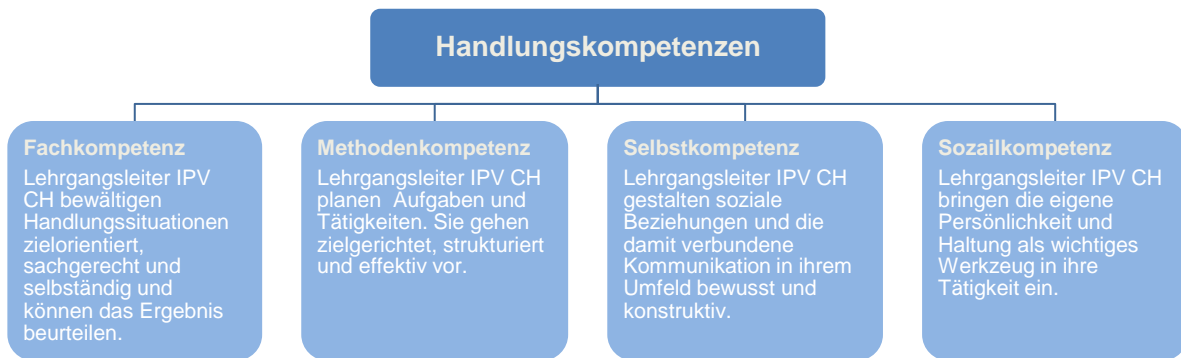 Handlungskompetenzen
Fachkompetenz
Lehrgangsleiter IPV
CH bewältigen
Handlungssituationen
zielorientiert,
sachgerecht und
selbständig und
können das Ergebnis
beurteilen.
Methodenkompetenz
Lehrgangsleiter IPV CH
planen  Aufgaben und
Tätigkeiten. Sie gehen
zielgerichtet, strukturiert
und effektiv vor.
Selbstkompetenz
Lehrgangsleiter IPV CH
gestalten soziale
Beziehungen und die
damit verbundene
Kommunikation in ihrem
Umfeld bewusst und
konstruktiv.
Sozailkompetenz
Lehrgangsleiter IPV CH
bringen die eigene
Persönlichkeit und
Haltung als wichtiges
Werkzeug in ihre
Tätigkeit ein.